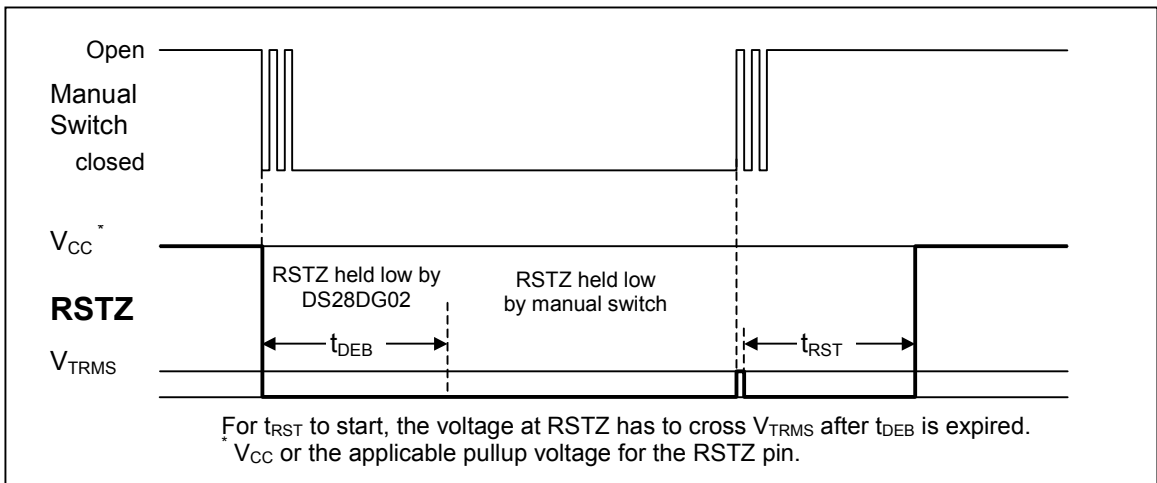 Open
Manual
Switch
closed
VCC *
RSTZ held low by
DS28DG02
RSTZ held low
by manual switch
RSTZ
tDEB
tRST
VTRMS
For tRST to start, the voltage at RSTZ has to cross VTRMS after tDEB is expired.
* VCC or the applicable pullup voltage for the RSTZ pin.